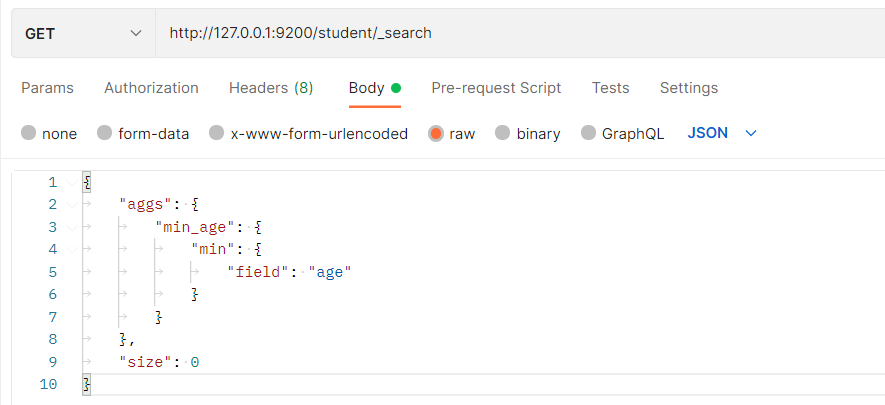 GET http://127.0.0.1:9200/student/_search
Params Authorization Headers (8) Body Pre-request Script Tests Settings
none form-data x-www-form-urlencoded raw binary GraphQL JSON
1 {
2 "aggs": {
3 "min_age": {
4 "min": {
5 "field": "age"
6 }
7 }
8 },
9 "size": 0
10 }